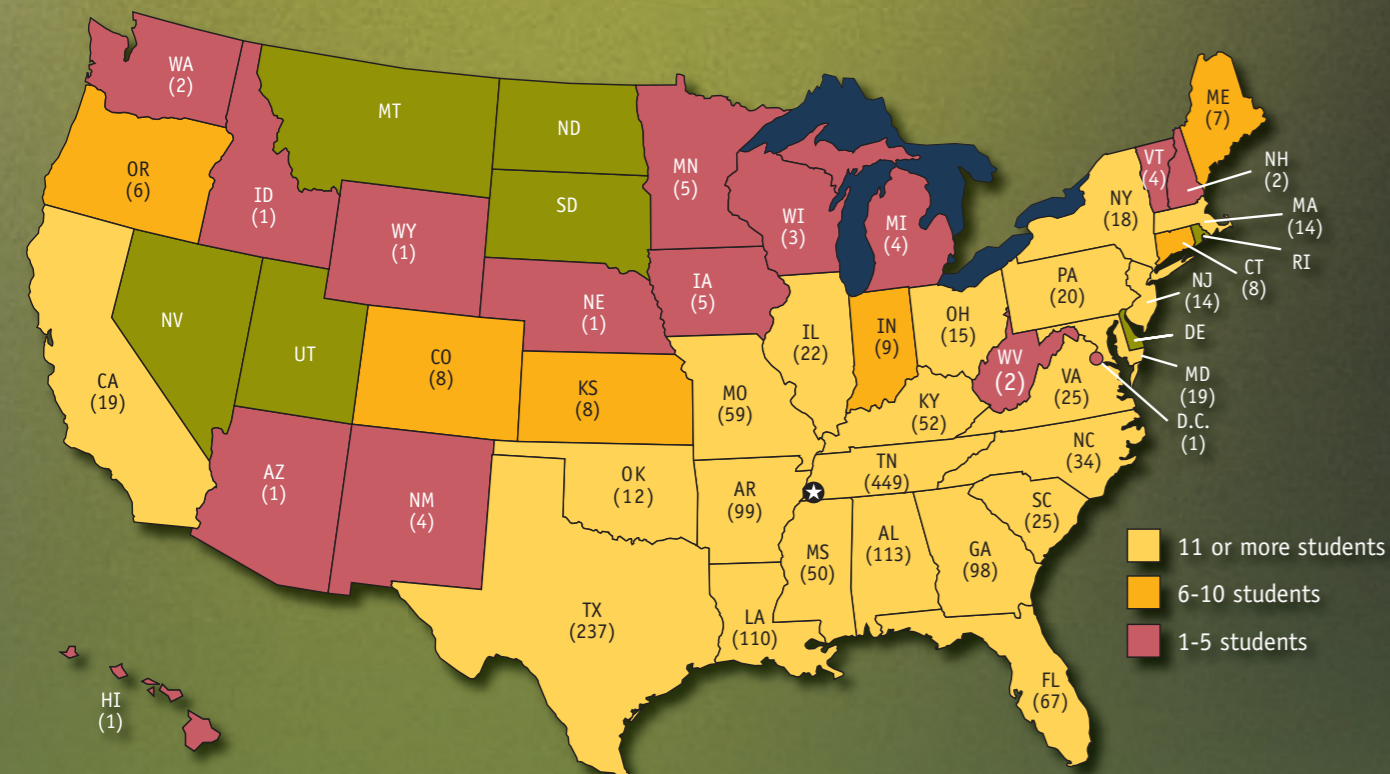 WA
(2)
MT
ND
MN
(5)
ME
(7)
OR
(6)
ID
(1)
SD
WI
(3)
MI
(4)
VT
(4)
NH
(2)
NY
(18)
MA
(14)
RI
CT
(8)
WY
(1)
IA
(5)
NE
(1)
PA
(20)
NJ
(14)
DE
NV
UT
CO
(8)
KS
(8)
IL
(22)
IN
(9)
OH
(15)
WV
(2)
VA
(25)
MD
(19)
D.C.
(1)
CA
(19)
MO
(59)
KY
(52)
NC
(34)
AZ
(1)
NM
(4)
OK
(12)
AR
(99)
TN
(449)
SC
(25)
MS
(50)
AL
(113)
GA
(98)
TX
(237)
LA
(110)
FL
(67)
HI
(1)
11 or more students
6-10 students
1-5 students